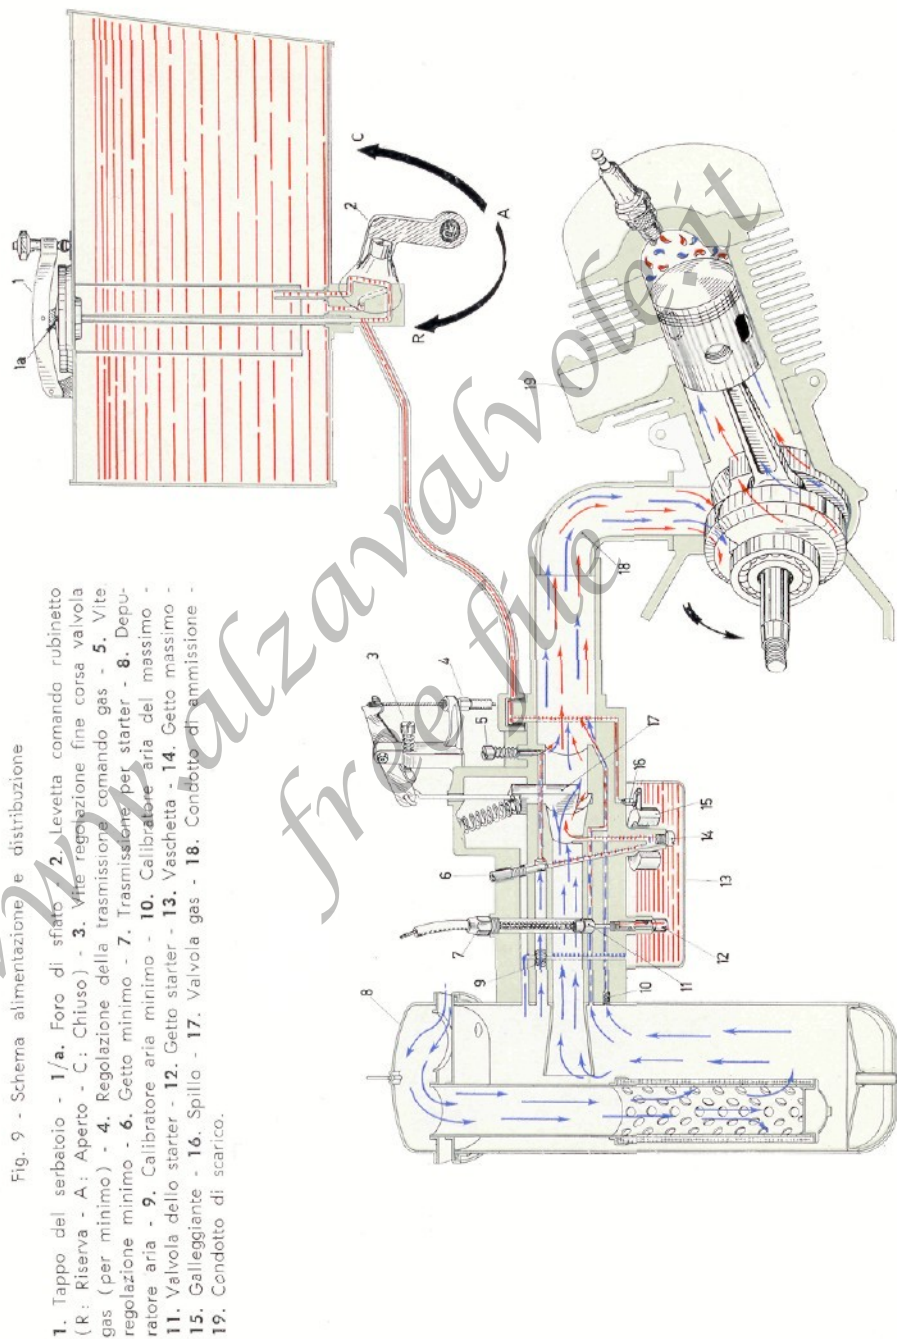 Fig. 9 - Schema alimentazione e distribuzione
1. Tappo del serbatoio - 1/a. Foro di sfiato - 2. Levetta comando rubinetto
(R: Riserva - A: Aperto - C: Chiuso) - 3. Vite regolazione fine corsa valvola
gas (per minimo) - 4. Regolazione della trasmissione comando gas - 5. Vite
regolazione minimo - 6. Getto minimo - 7. Trasmissione per starter - 8. Depu-
ratore aria - 9. Calibratore aria minimo - 10. Calibratore aria del massimo -
11. Valvola dello starter - 12. Getto starter - 13. Vaschetta - 14. Getto massimo -
15. Galleggiante - 16. Spillo - 17. Valvola gas - 18. Condotto di ammissione -
19. Condotto di scarico.
1
1a
2
C
A
R
3
4
5
6
7
8
9
10
11
12
13
14
15
16
17
18
19
www.alzavalvole.it
free file